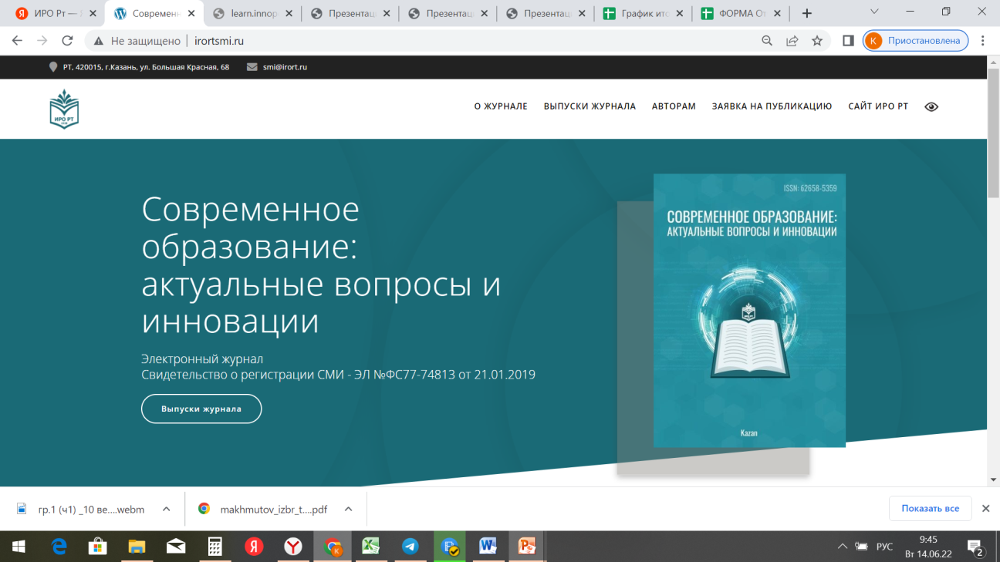 ИРО Рт —
Современн
learn.innop
Презентац
Презентац
Презентац
График ито
ФОРМА От
Не защищено
irortsmi.ru
К
Приостановлена
РТ, 420015, г.Казань, ул. Большая Красная, 68
smi@irort.ru
ИРО РТ
О ЖУРНАЛЕ
ВЫПУСКИ ЖУРНАЛА
АВТОРАМ
ЗАЯВКА НА ПУБЛИКАЦИЮ
САЙТ ИРО РТ
Современное
образование:
актуальные вопросы и
инновации
Электронный журнал
Свидетельство о регистрации СМИ - ЭЛ №ФС77-74813 от 21.01.2019
Выпуски журнала
ISSN: 62658-5359
СОВРЕМЕННОЕ ОБРАЗОВАНИЕ:
АКТУАЛЬНЫЕ ВОПРОСЫ И ИННОВАЦИИ
Kazan
гр.1 (ч1) _10 ве....webm
makhmutov_izbr_t....pdf
Показать все
РУС
9:45
Вт 14.06.22
2